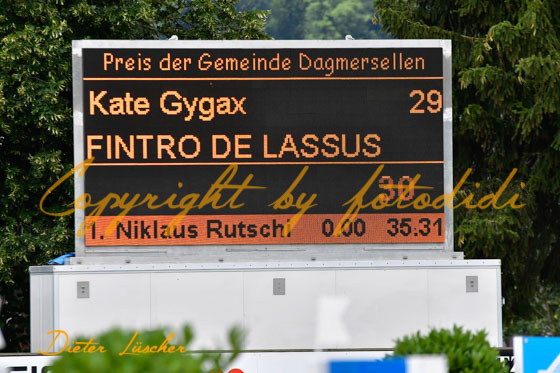 Preis der Gemeinde Dagmersellen
Kate Gygax 29
FINTRO DE LASSUS
30
Copyright by fotodidi
1. Niklaus Rutschi 0.00 35.31
Dieter Lüscher